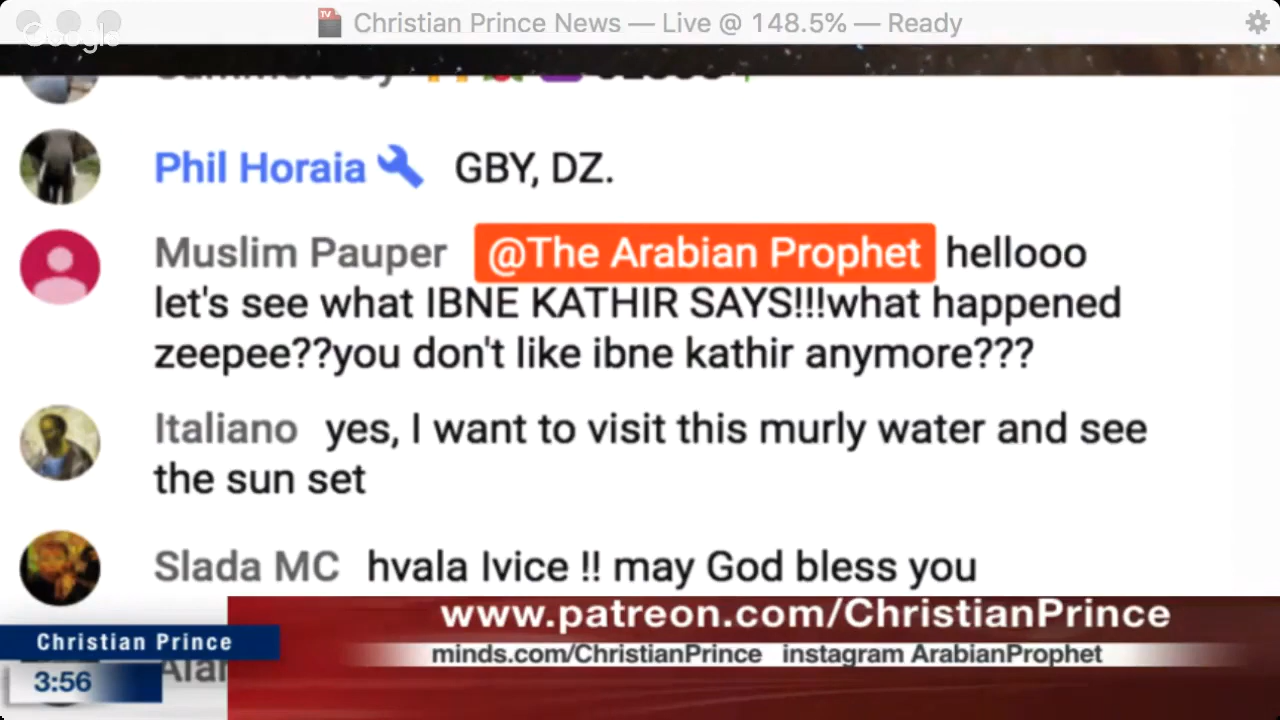 Christian Prince News — Live @ 148.5% — Ready
Google
Phil Horaia GBY, DZ.
Muslim Pauper @The Arabian Prophet hellooo
let's see what IBNE KATHIR SAYS!!!what happened
zeepee??you don't like ibne kathir anymore???
Italiano yes, I want to visit this murly water and see
the sun set
Slada MC hvala Ivice !! may God bless you
www.patreon.com/ChristianPrince
Christian Prince
minds.com/ChristianPrince instagram ArabianProphet
3:56